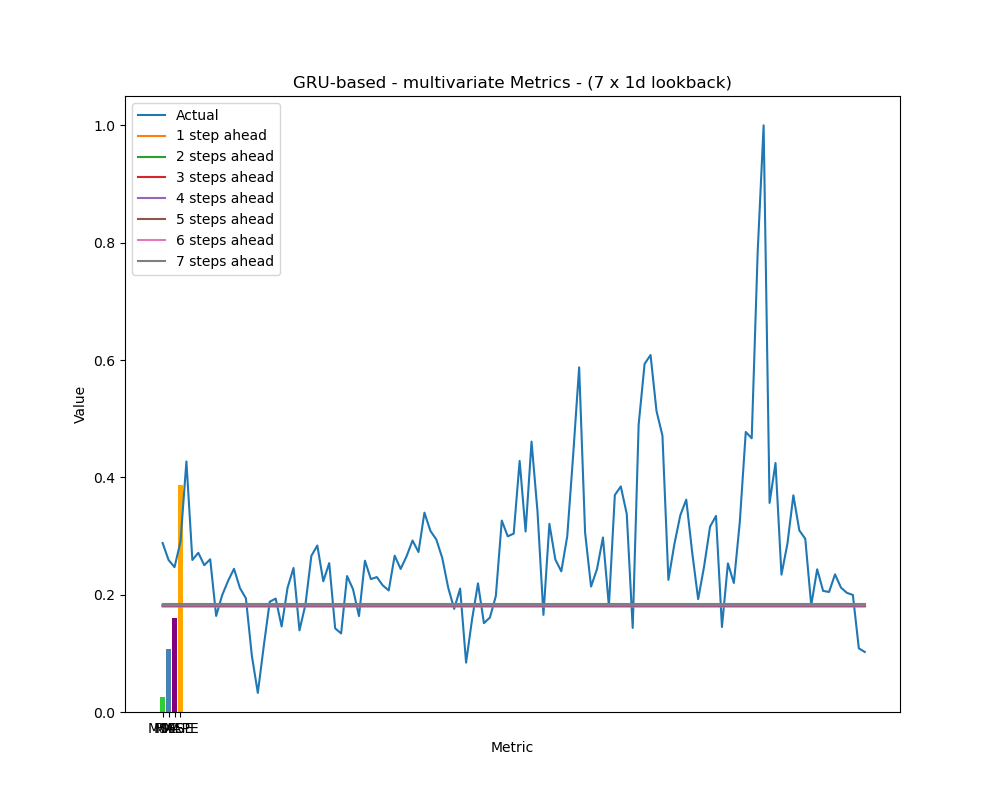 GRU-based - multivariate Metrics - (7 x 1d lookback)
Actual
1 step ahead
2 steps ahead
3 steps ahead
4 steps ahead
5 steps ahead
6 steps ahead
7 steps ahead
1.0
0.8
0.6
0.4
0.2
0.0
Value
Metric